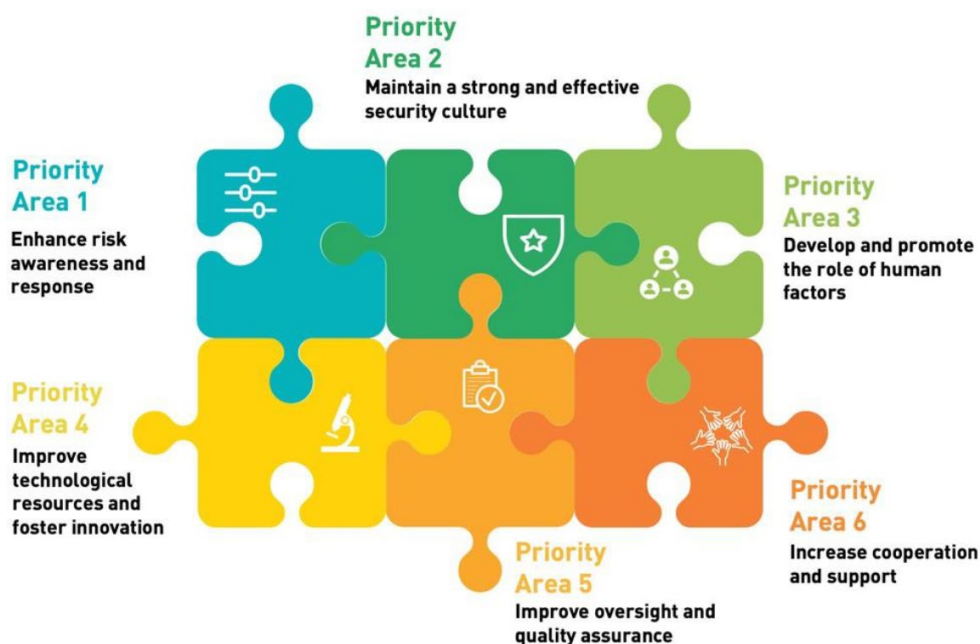 Priority
Area 1
Enhance risk
awareness and
response
Priority
Area 2
Maintain a strong and effective
security culture
Priority
Area 3
Develop and promote
the role of human
factors
Priority
Area 4
Improve
technological
resources and
foster innovation
Priority
Area 5
Improve oversight and
quality assurance
Priority
Area 6
Increase cooperation
and support